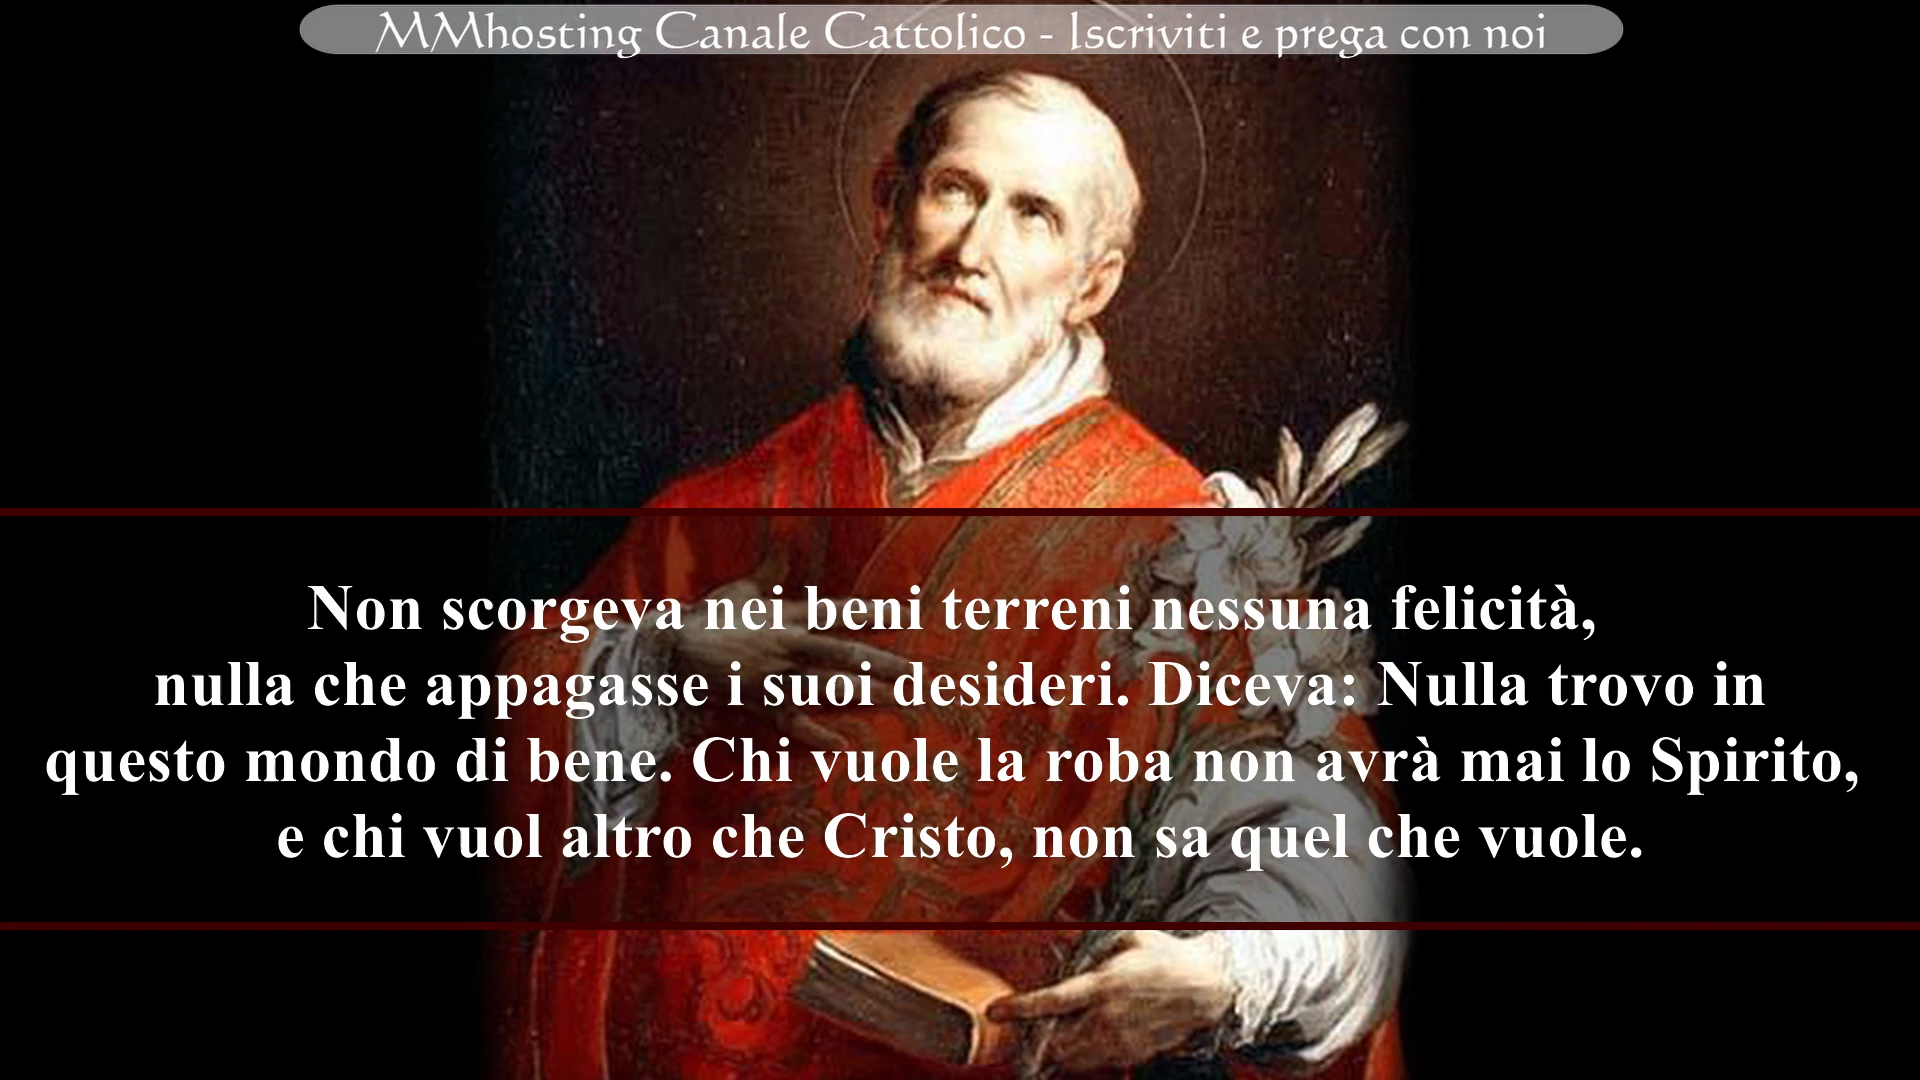 MMhosting Canale Cattolico - Iscriviti e prega con noi
Non scorgeva nei beni terreni nessuna felicità,
nulla che appagasse i suoi desideri. Diceva: Nulla trovo in
questo mondo di bene. Chi vuole la roba non avrà mai lo Spirito,
e chi vuol altro che Cristo, non sa quel che vuole.